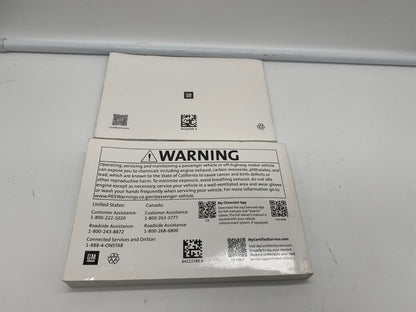 GM
WARNING
Operating, servicing and maintaining a passenger vehicle or off-highway motor vehicle
can expose you to chemicals including engine exhaust, carbon monoxide, phthalates, and
lead, which are known to the State of California to cause cancer and birth defects or
other reproductive harm. To minimize exposure, avoid breathing exhaust, do not idle
engine except as necessary, service your vehicle in a well-ventilated area and wear gloves
or wash your hands frequently when servicing your vehicle. For more information go to
www.P65Warnings.ca.gov/passenger-vehicle.
United States:
Customer Assistance:
1-800-222-1020
Roadside Assistance:
1-800-243-8872
Connected Services and OnStar:
1-888-4-ONSTAR
Canada:
Customer Assistance:
1-800-263-3777
Roadside Assistance:
1-800-268-6800
My Chevrolet App
Canada
MyCertifiedService.com
GM
MyCertifiedService.com